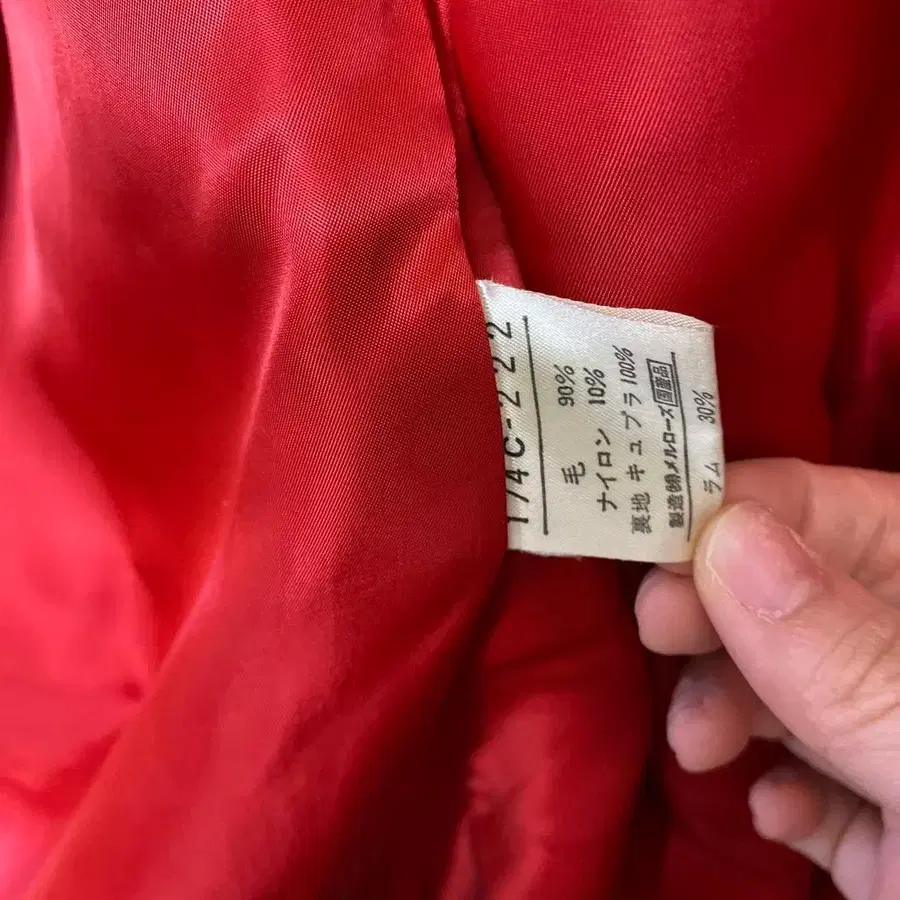 174C-222
毛 90%
ナイロン 10%
裏地 キュプラ 100%
製造 ㈱メルローズ 国産品
ラム 30%